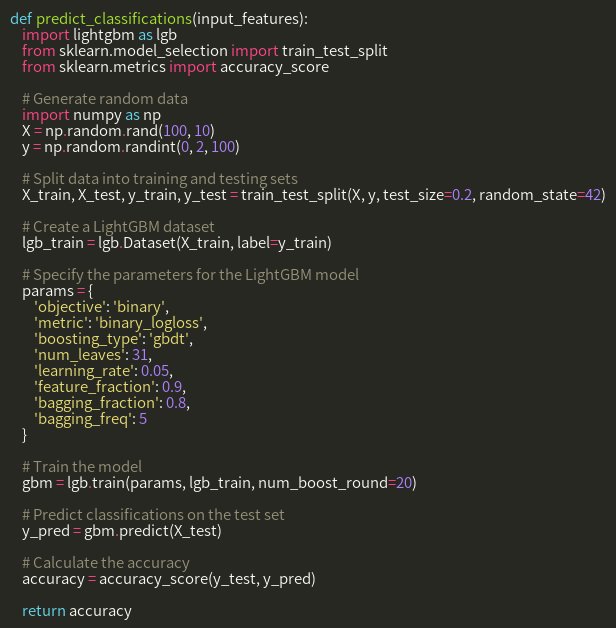 def predict_classifications(input_features):
    import lightgbm as lgb
    from sklearn.model_selection import train_test_split
    from sklearn.metrics import accuracy_score

    # Generate random data
    import numpy as np
    X = np.random.rand(100, 10)
    y = np.random.randint(0, 2, 100)

    # Split data into training and testing sets
    X_train, X_test, y_train, y_test = train_test_split(X, y, test_size=0.2, random_state=42)

    # Create a LightGBM dataset
    lgb_train = lgb.Dataset(X_train, label=y_train)

    # Specify the parameters for the LightGBM model
    params = {
        'objective': 'binary',
        'metric': 'binary_logloss',
        'boosting_type': 'gbdt',
        'num_leaves': 31,
        'learning_rate': 0.05,
        'feature_fraction': 0.9,
        'bagging_fraction': 0.8,
        'bagging_freq': 5
    }

    # Train the model
    gbm = lgb.train(params, lgb_train, num_boost_round=20)

    # Predict classifications on the test set
    y_pred = gbm.predict(X_test)

    # Calculate the accuracy
    accuracy = accuracy_score(y_test, y_pred)

    return accuracy